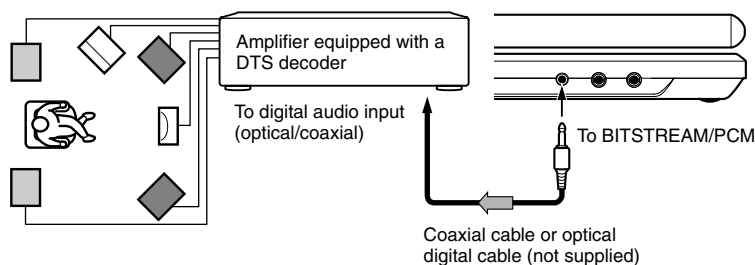 Amplifier equipped with a
DTS decoder
To digital audio input
(optical/coaxial)
To BITSTREAM/PCM
Coaxial cable or optical
digital cable (not supplied)